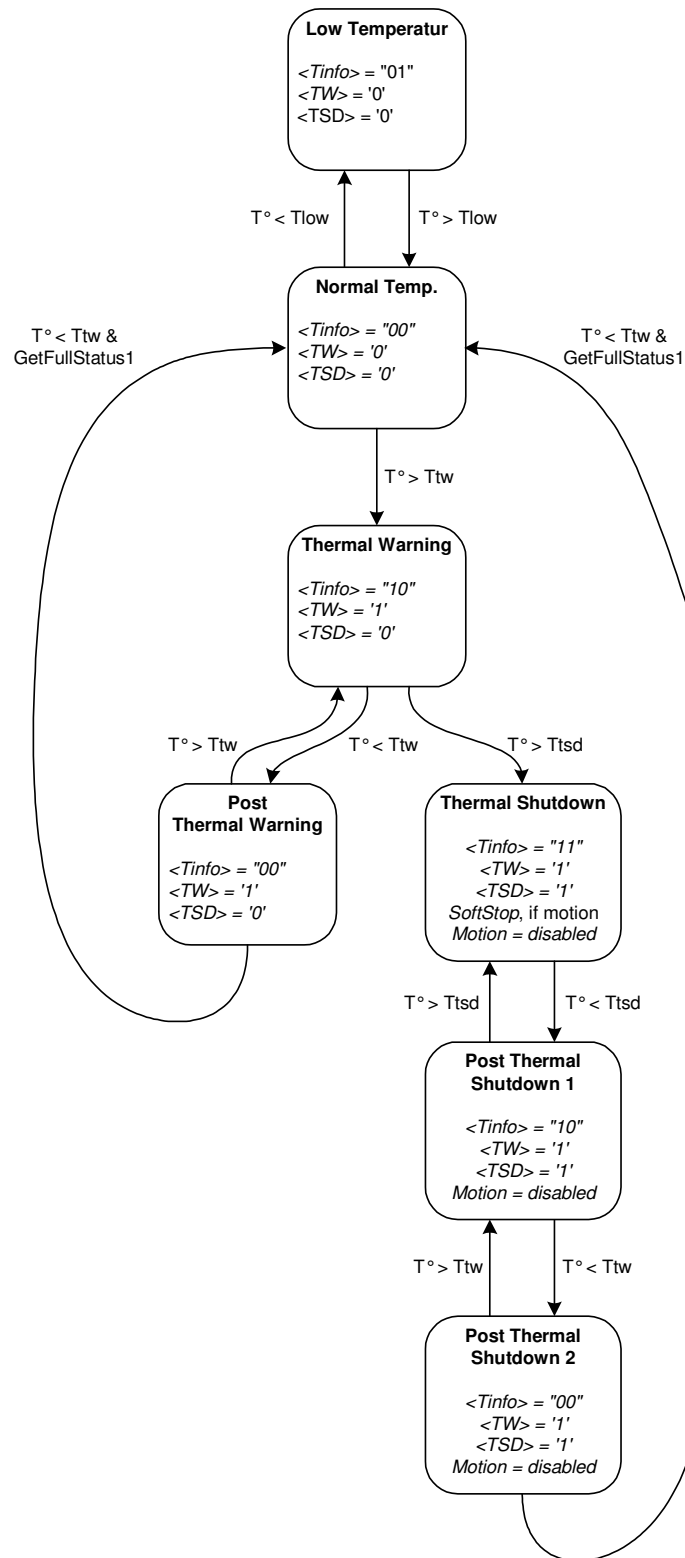 Low Temperatur
<Tinfo> = "01"
<TW> = '0'
<TSD> = '0'
T° < Tlow
T° > Tlow
Normal Temp.
<Tinfo> = "00"
<TW> = '0'
<TSD> = '0'
T° < Ttw &
GetFullStatus1
T° < Ttw &
GetFullStatus1
T° > Ttw
Thermal Warning
<Tinfo> = "10"
<TW> = '1'
<TSD> = '0'
T° > Ttw
T° < Ttw
T° > Ttsd
Post
Thermal Warning
<Tinfo> = "00"
<TW> = '1'
<TSD> = '0'
Thermal Shutdown
<Tinfo> = "11"
<TW> = '1'
<TSD> = '1'
SoftStop, if motion
Motion = disabled
T° > Ttsd
T° < Ttsd
Post Thermal
Shutdown 1
<Tinfo> = "10"
<TW> = '1'
<TSD> = '1'
Motion = disabled
T° > Ttw
T° < Ttw
Post Thermal
Shutdown 2
<Tinfo> = "00"
<TW> = '1'
<TSD> = '1'
Motion = disabled